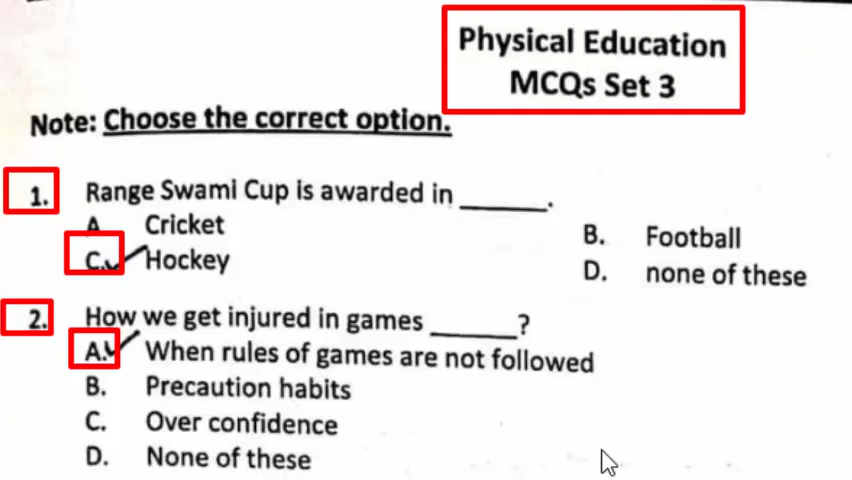 Physical Education
MCQs Set 3
Note: Choose the correct option.
1. Range Swami Cup is awarded in ______.
A. Cricket
B. Football
C. Hockey
D. none of these
2. How we get injured in games ______?
A. When rules of games are not followed
B. Precaution habits
C. Over confidence
D. None of these